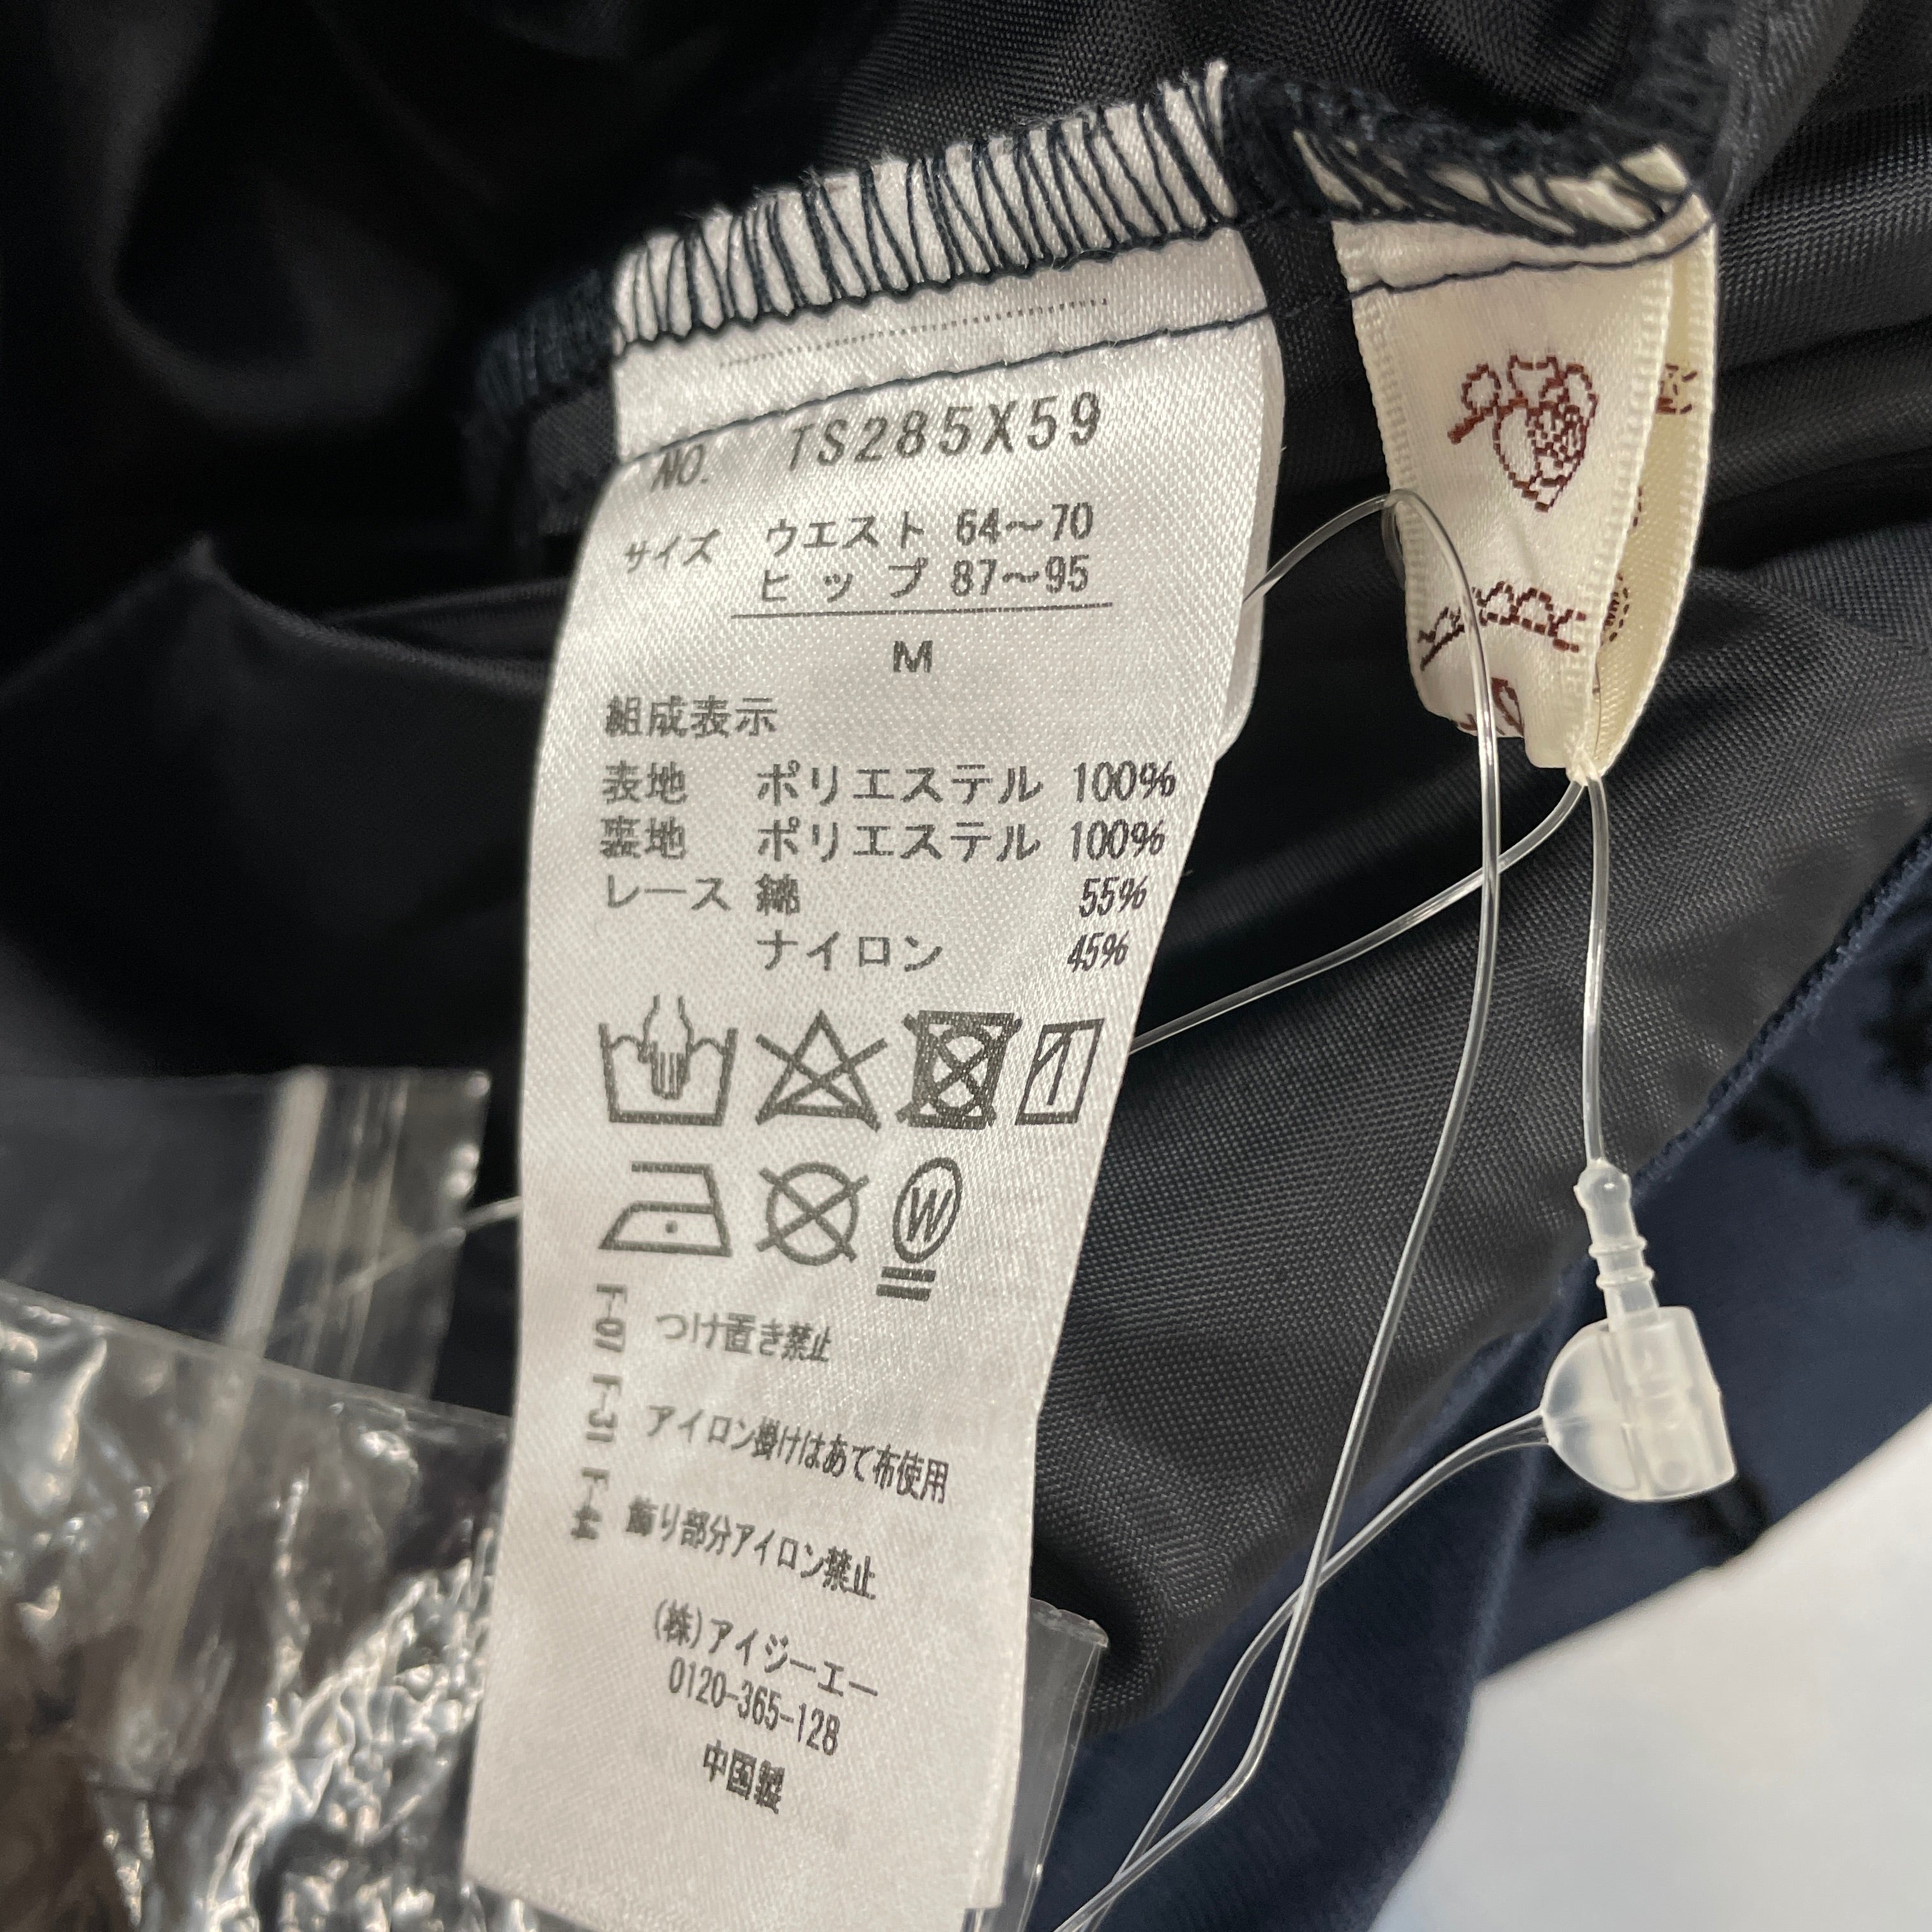 NO. TS285X59
サイズ ウエスト 64～70
ヒップ 87～95
M
組成表示
表地 ポリエステル 100%
裏地 ポリエステル 100%
レース 綿 55%
ナイロン 45%
W
F-01 つけ置き禁止
F-31 アイロン掛けはあて布使用
F-44 飾り部分アイロン禁止
(株)アイジーエー
0120-365-128
中国製